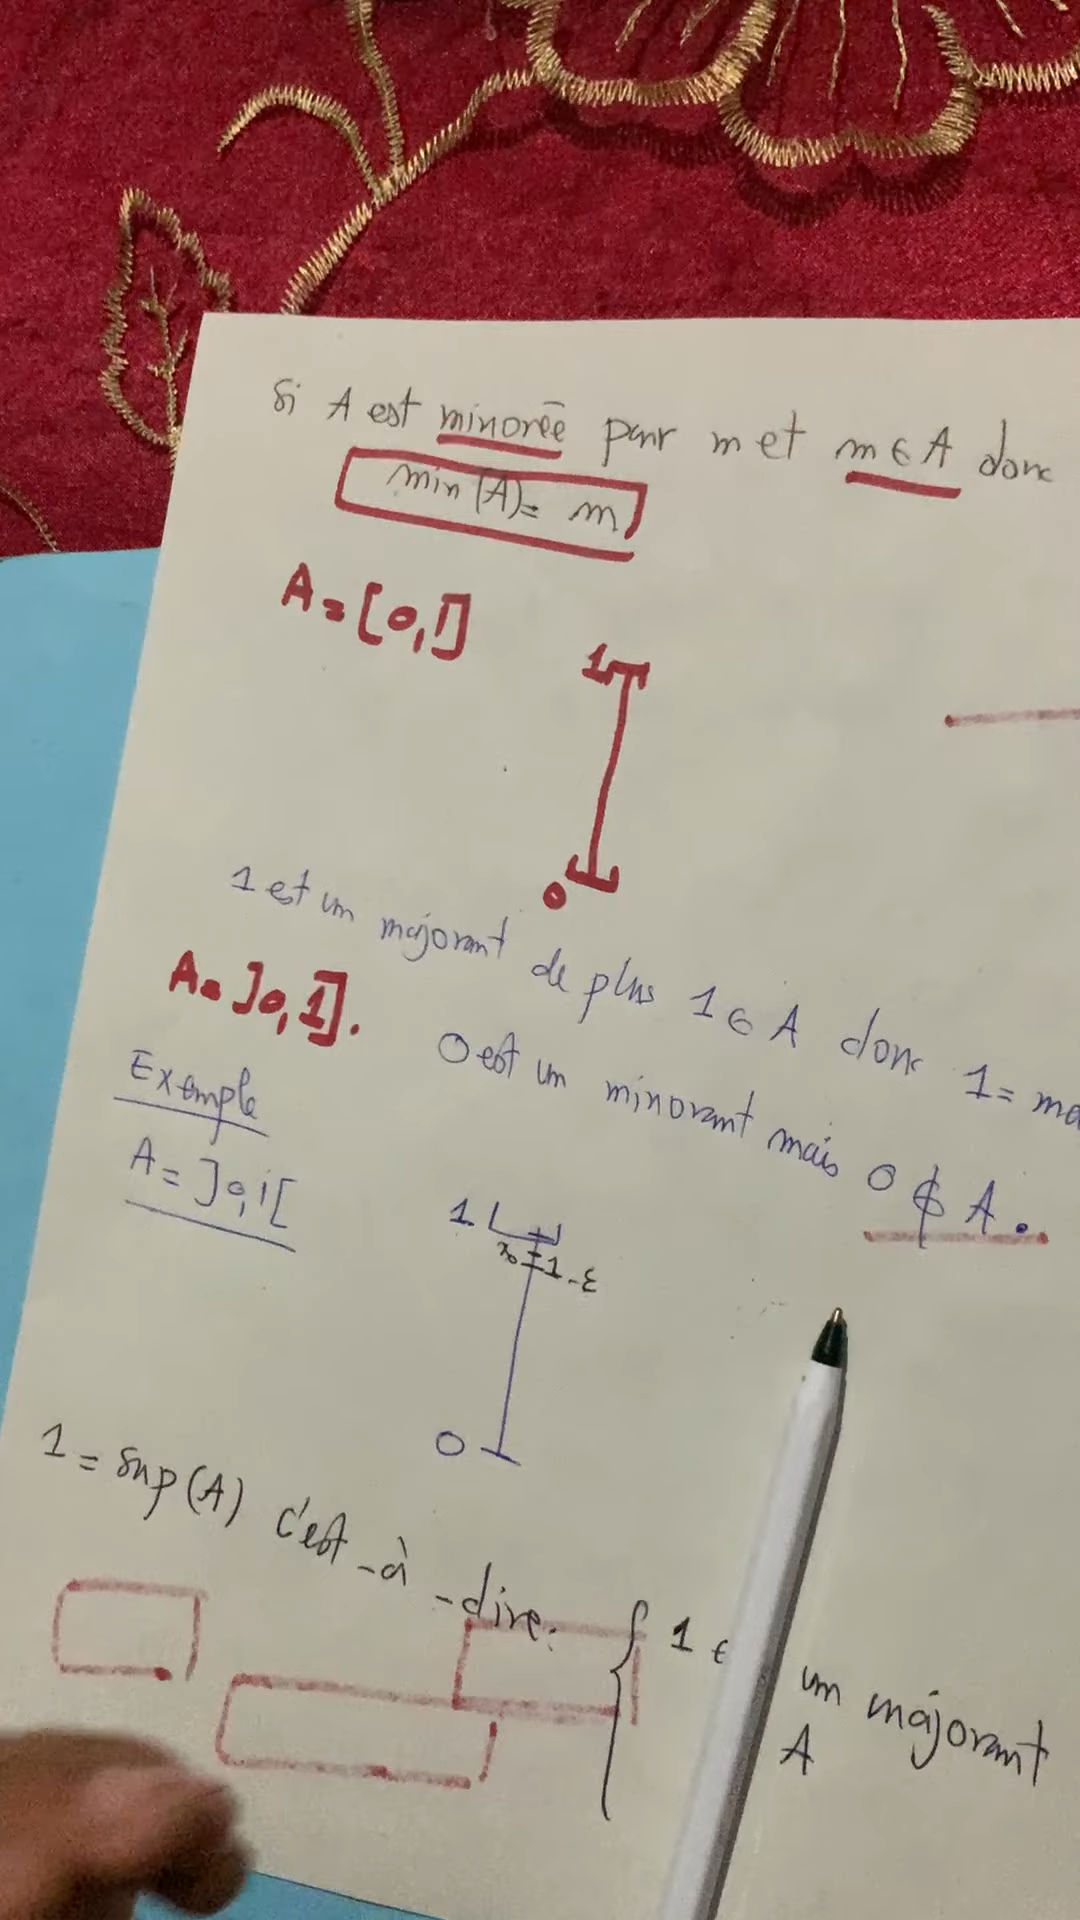 Si A est minorée par m et m ∈ A donc
min(A) = m
A = [0,1]
1
0
1 est un majorant de plus 1 ∈ A donc 1 =
A = ]0,1].
0 est un minorant mais 0 ∉ A.
Exemple
A = ]0,1[
1
x₀ 1-ε
0
1 = Sup(A) c'est-à-dire:
1 un majorant
A